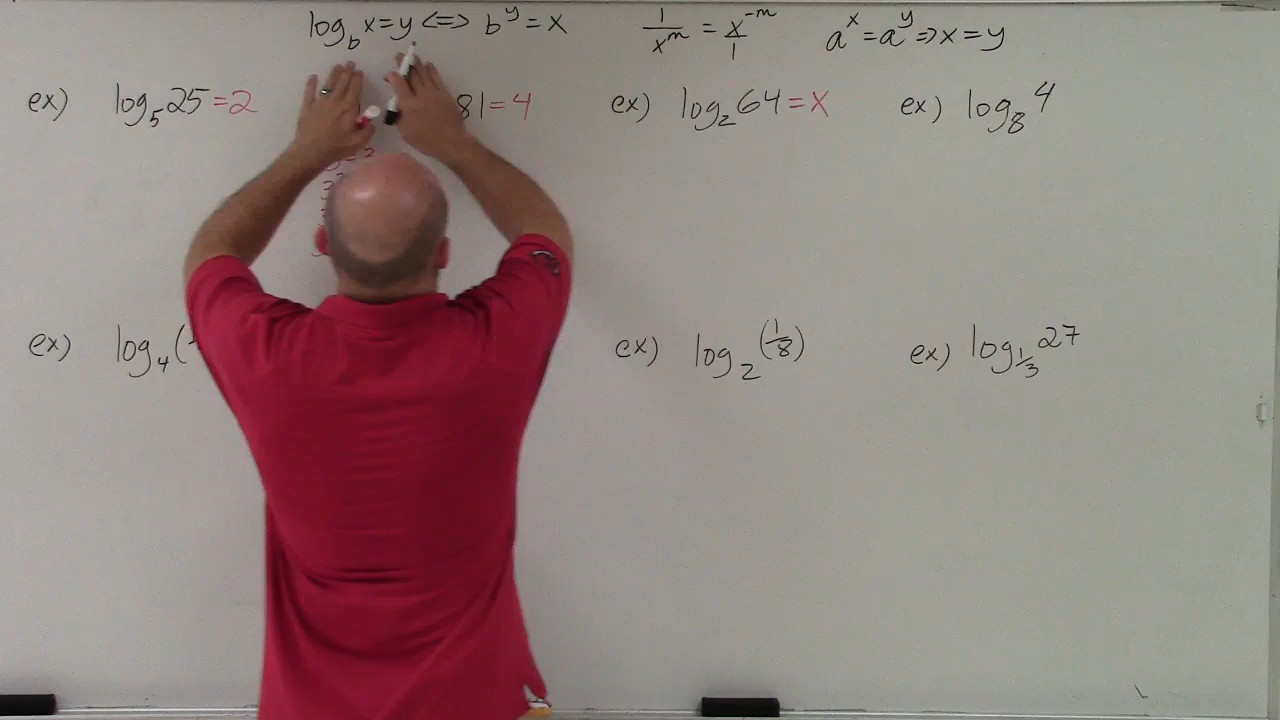 log_b x = y <=> b^y = x    1/x^m = x^-m/1    a^x = a^y => x = y
ex) log_5 25 = 2    81 = 4    ex) log_2 64 = x    ex) log_8 4
ex) log_4 (    ex) log_2 (1/8)    ex) log_1/3 27